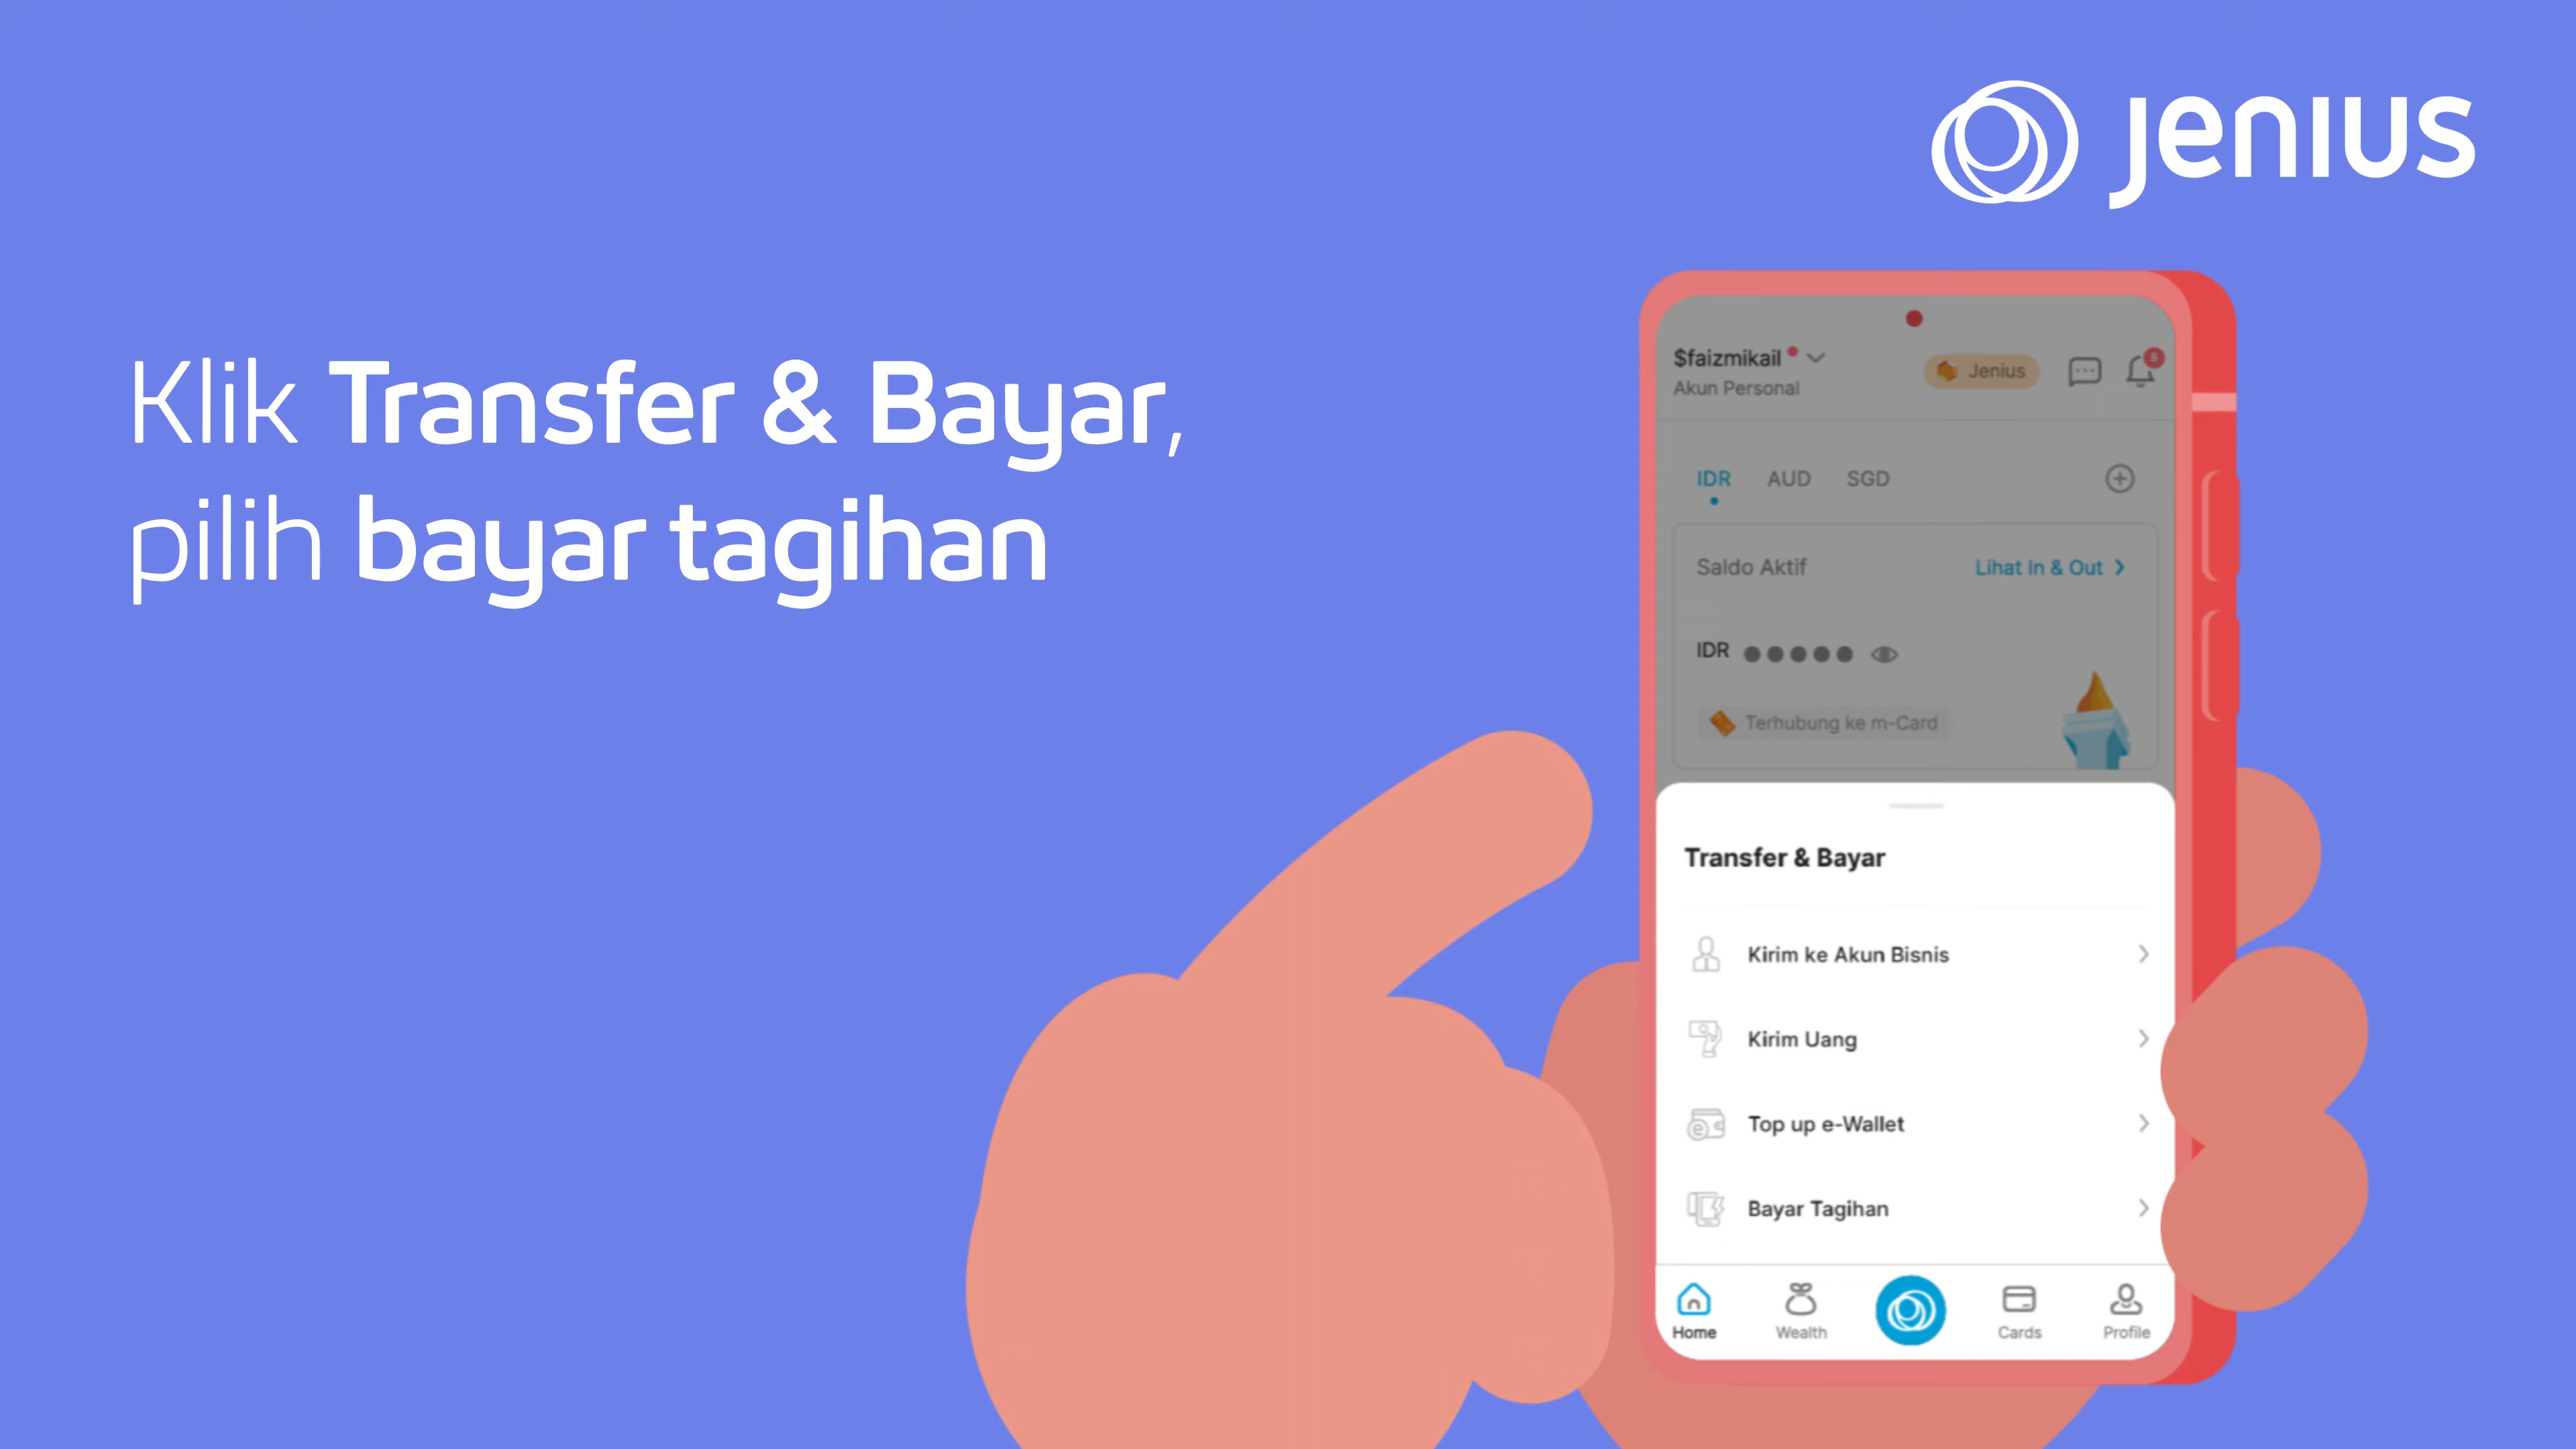 Jenius
Klik Transfer & Bayar,
pilih bayar tagihan
$faizmikail
Akun Personal
Jenius
8
IDR AUD SGD
Saldo Aktif Lihat In & Out
IDR
Terhubung ke m-Card
Transfer & Bayar
Kirim ke Akun Bisnis
Kirim Uang
Top up e-Wallet
Bayar Tagihan
Home Wealth Cards Profile